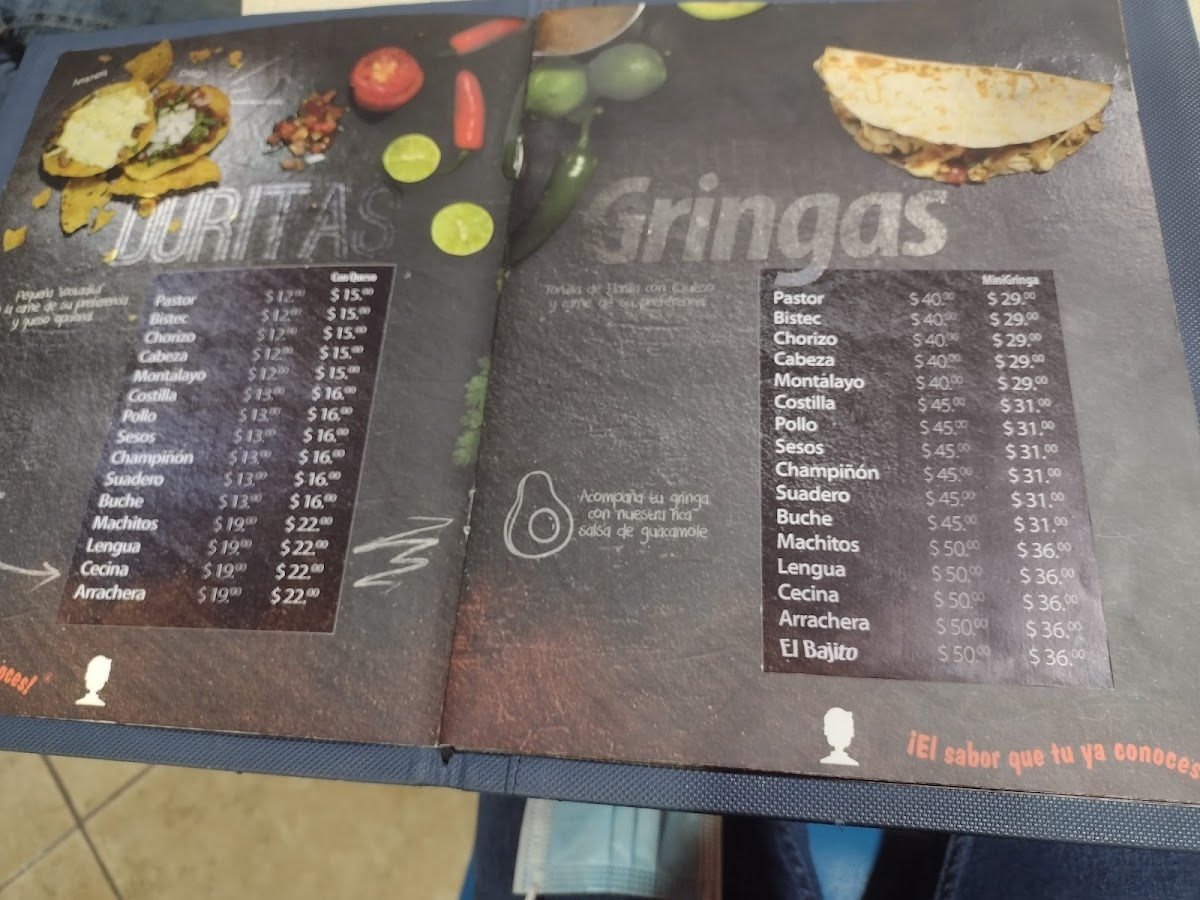 Arrachera
DURITAS
Con Queso
Pequeña
la carne de su preferencia
y queso opcional
Pastor $12.00 $15.00
Bistec $12.00 $15.00
Chorizo $12.00 $15.00
Cabeza $12.00 $15.00
Montalayo $12.00 $15.00
Costilla $13.00 $16.00
Pollo $13.00 $16.00
Sesos $13.00 $16.00
Champiñón $13.00 $16.00
Suadero $13.00 $16.00
Buche $13.00 $16.00
Machitos $19.00 $22.00
Lengua $19.00 $22.00
Cecina $19.00 $22.00
Arrachera $19.00 $22.00
oces!
Gringas
Tortilla de Harina con Queso
y carne de su preferencia
MiniGringa
Pastor $40.00 $29.00
Bistec $40.00 $29.00
Chorizo $40.00 $29.00
Cabeza $40.00 $29.00
Montalayo $40.00 $29.00
Costilla $45.00 $31.00
Pollo $45.00 $31.00
Sesos $45.00 $31.00
Champiñón $45.00 $31.00
Suadero $45.00 $31.00
Buche $45.00 $31.00
Machitos $50.00 $36.00
Lengua $50.00 $36.00
Cecina $50.00 $36.00
Arrachera $50.00 $36.00
El Bajito $50.00 $36.00
Acompaña tu gringa
con nuestra rica
salsa de guacamole
¡El sabor que tu ya conoces